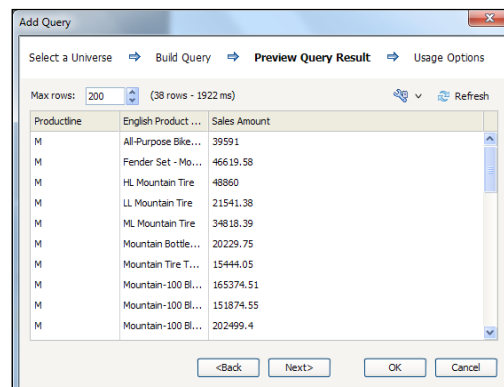 Add Query
Select a Universe Build Query Preview Query Result Usage Options
Max rows: 200 (38 rows - 1922 ms) Refresh
Productline English Product ... Sales Amount
M All-Purpose Bike... 39591
M Fender Set - Mo... 46619.58
M HL Mountain Tire 48860
M LL Mountain Tire 21541.38
M ML Mountain Tire 34818.39
M Mountain Bottle... 20229.75
M Mountain Tire T... 15444.05
M Mountain-100 Bl... 165374.51
M Mountain-100 Bl... 151874.55
M Mountain-100 Bl... 202499.4
<Back Next> OK Cancel